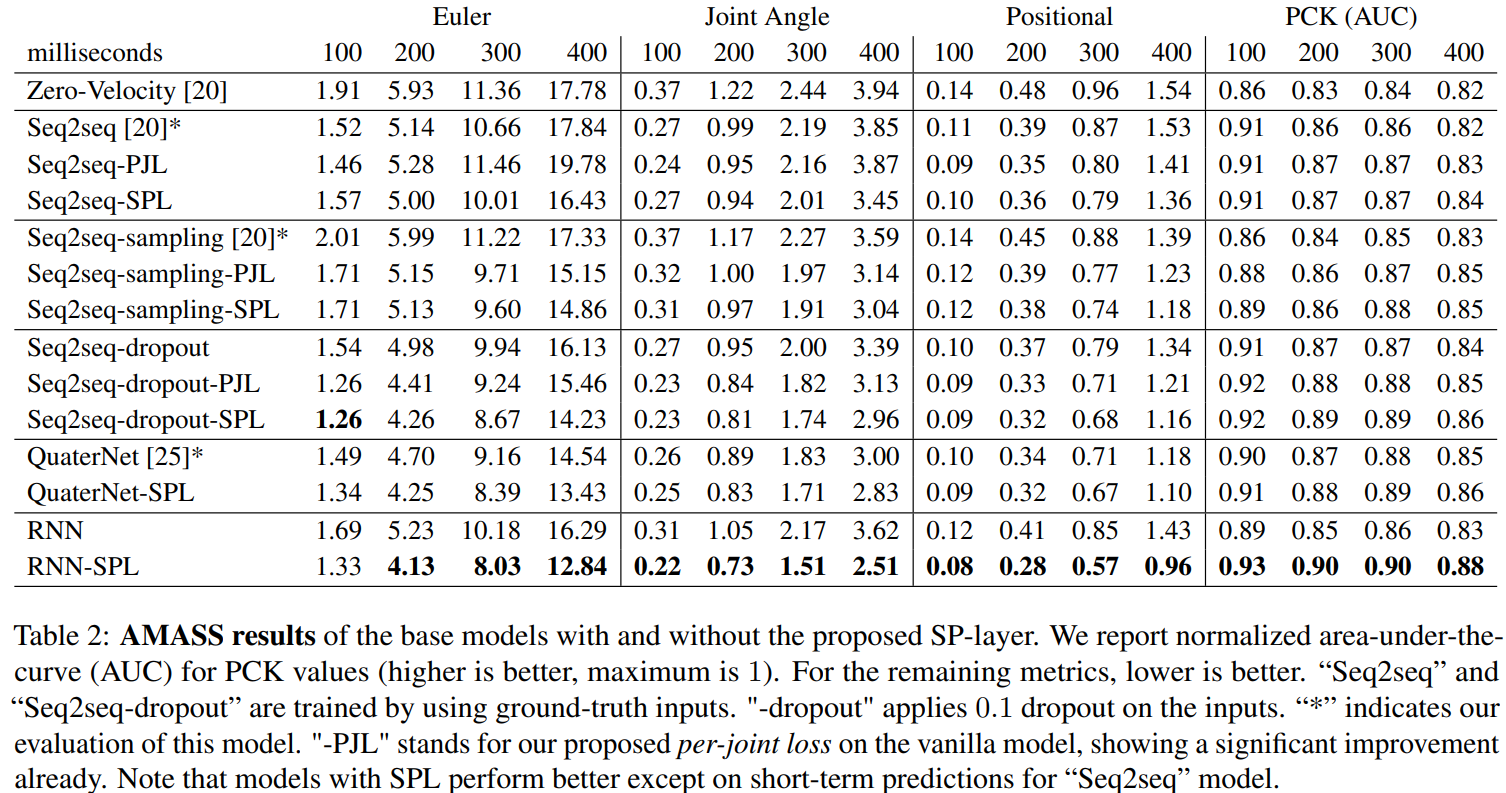 Euler Joint Angle Positional PCK (AUC)
milliseconds 100 200 300 400 100 200 300 400 100 200 300 400 100 200 300 400
Zero-Velocity [20] 1.91 5.93 11.36 17.78 0.37 1.22 2.44 3.94 0.14 0.48 0.96 1.54 0.86 0.83 0.84 0.82
Seq2seq [20]* 1.52 5.14 10.66 17.84 0.27 0.99 2.19 3.85 0.11 0.39 0.87 1.53 0.91 0.86 0.86 0.82
Seq2seq-PJL 1.46 5.28 11.46 19.78 0.24 0.95 2.16 3.87 0.09 0.35 0.80 1.41 0.91 0.87 0.87 0.83
Seq2seq-SPL 1.57 5.00 10.01 16.43 0.27 0.94 2.01 3.45 0.10 0.36 0.79 1.36 0.91 0.87 0.87 0.84
Seq2seq-sampling [20]* 2.01 5.99 11.22 17.33 0.37 1.17 2.27 3.59 0.14 0.45 0.88 1.39 0.86 0.84 0.85 0.83
Seq2seq-sampling-PJL 1.71 5.15 9.71 15.15 0.32 1.00 1.97 3.14 0.12 0.39 0.77 1.23 0.88 0.86 0.87 0.85
Seq2seq-sampling-SPL 1.71 5.13 9.60 14.86 0.31 0.97 1.91 3.04 0.12 0.38 0.74 1.18 0.89 0.86 0.88 0.85
Seq2seq-dropout 1.54 4.98 9.94 16.13 0.27 0.95 2.00 3.39 0.10 0.37 0.79 1.34 0.91 0.87 0.87 0.84
Seq2seq-dropout-PJL 1.26 4.41 9.24 15.46 0.23 0.84 1.82 3.13 0.09 0.33 0.71 1.21 0.92 0.88 0.88 0.85
Seq2seq-dropout-SPL 1.26 4.26 8.67 14.23 0.23 0.81 1.74 2.96 0.09 0.32 0.68 1.16 0.92 0.89 0.89 0.86
QuaterNet [25]* 1.49 4.70 9.16 14.54 0.26 0.89 1.83 3.00 0.10 0.34 0.71 1.18 0.90 0.87 0.88 0.85
QuaterNet-SPL 1.34 4.25 8.39 13.43 0.25 0.83 1.71 2.83 0.09 0.32 0.67 1.10 0.91 0.88 0.89 0.86
RNN 1.69 5.23 10.18 16.29 0.31 1.05 2.17 3.62 0.12 0.41 0.85 1.43 0.89 0.85 0.86 0.83
RNN-SPL 1.33 4.13 8.03 12.84 0.22 0.73 1.51 2.51 0.08 0.28 0.57 0.96 0.93 0.90 0.90 0.88
Table 2: AMASS results of the base models with and without the proposed SP-layer. We report normalized area-under-the-
curve (AUC) for PCK values (higher is better, maximum is 1). For the remaining metrics, lower is better. “Seq2seq” and
“Seq2seq-dropout” are trained by using ground-truth inputs. "-dropout" applies 0.1 dropout on the inputs. “*” indicates our
evaluation of this model. "-PJL" stands for our proposed per-joint loss on the vanilla model, showing a significant improvement
already. Note that models with SPL perform better except on short-term predictions for “Seq2seq” model.